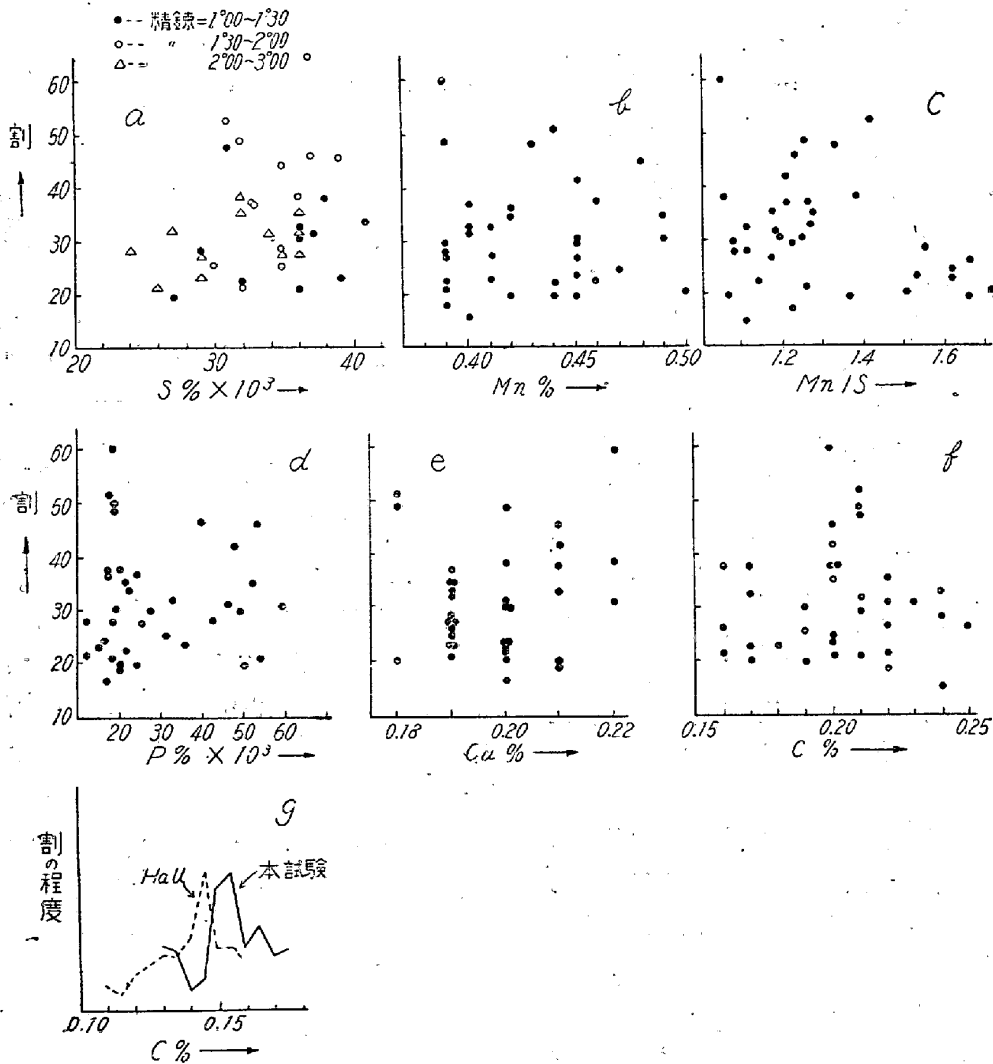 ●-- 精錬=1°00~1°30
○-- 〃 1°30~2°00
△-- 2°00~3°00
割
60
50
40
30
20
10
a
20 30 40
S % × 10³ →
b
0.40 0.45 0.50
Mn % →
C
1.2 1.4 1.6
Mn/S →
割
60
50
40
30
20
10
d
20 30 40 50 60
P % × 10³ →
e
0.18 0.20 0.22
Cu % →
f
0.15 0.20 0.25
C % →
割の程度
g
Hall
本試験
0.10 0.15
C % →